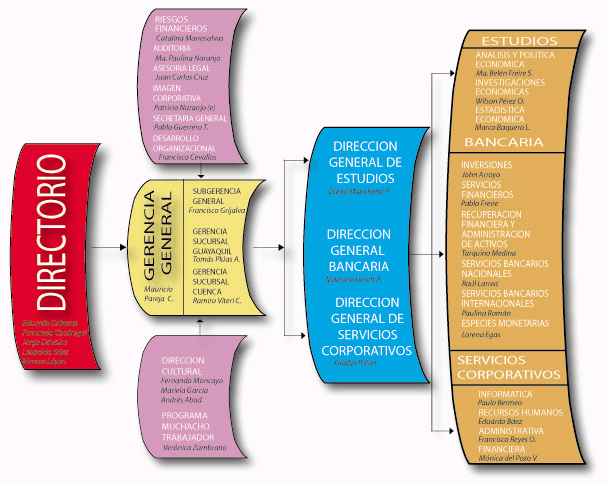 DIRECTORIO
Eduardo Cabezas
GERENCIA
GENERAL
Mauricio
Pareja C.
SUBGERENCIA
GENERAL
Francisco Grijalva
GERENCIA
SUCURSAL
GUAYAQUIL
Tomás Plúas A.
GERENCIA
SUCURSAL
CUENCA
Ramiro Viteri C.
RIESGOS
FINANCIEROS
Catalina Manosalvas
AUDITORIA
Ma. Paulina Naranjo
ASESORIA LEGAL
Juan Carlos Cruz
IMAGEN
CORPORATIVA
Patricio Naranjo (e)
SECRETARIA GENERAL
Pablo Guerrero T.
DESARROLLO
ORGANIZACIONAL
Francisco Cevallos
DIRECCION
CULTURAL
Fernando Moncayo
Mariela García
Andrés Abad
PROGRAMA
MUCHACHO
TRABAJADOR
Verónica Zambrano
DIRECCION
GENERAL DE
ESTUDIOS
DIRECCION
GENERAL
BANCARIA
DIRECCION
GENERAL DE
SERVICIOS
CORPORATIVOS
Gladys
ESTUDIOS
ANALISIS Y POLÍTICA
ECONOMICA
Ma. Belén Freire S.
INVESTIGACIONES
ECONOMICAS
Wilson Pérez O.
ESTADISTICA
ECONOMICA
Marco Baquero L.
BANCARIA
INVERSIONES
John Arroyo
SERVICIOS
FINANCIEROS
Pablo Freire
RECUPERACION
FINANCIERA Y
ADMINISTRACION
DE ACTIVOS
Tarquino Medina
SERVICIOS BANCARIOS
NACIONALES
Raúl Larrea
SERVICIOS BANCARIOS
INTERNACIONALES
Paulina Román
ESPECIES MONETARIAS
Lorena Egas
SERVICIOS
CORPORATIVOS
INFORMATICA
Paulo Bermeo
RECURSOS HUMANOS
Eduardo Báez
ADMINISTRATIVA
Francisco Reyes O.
FINANCIERA
Mónica del Pozo V.